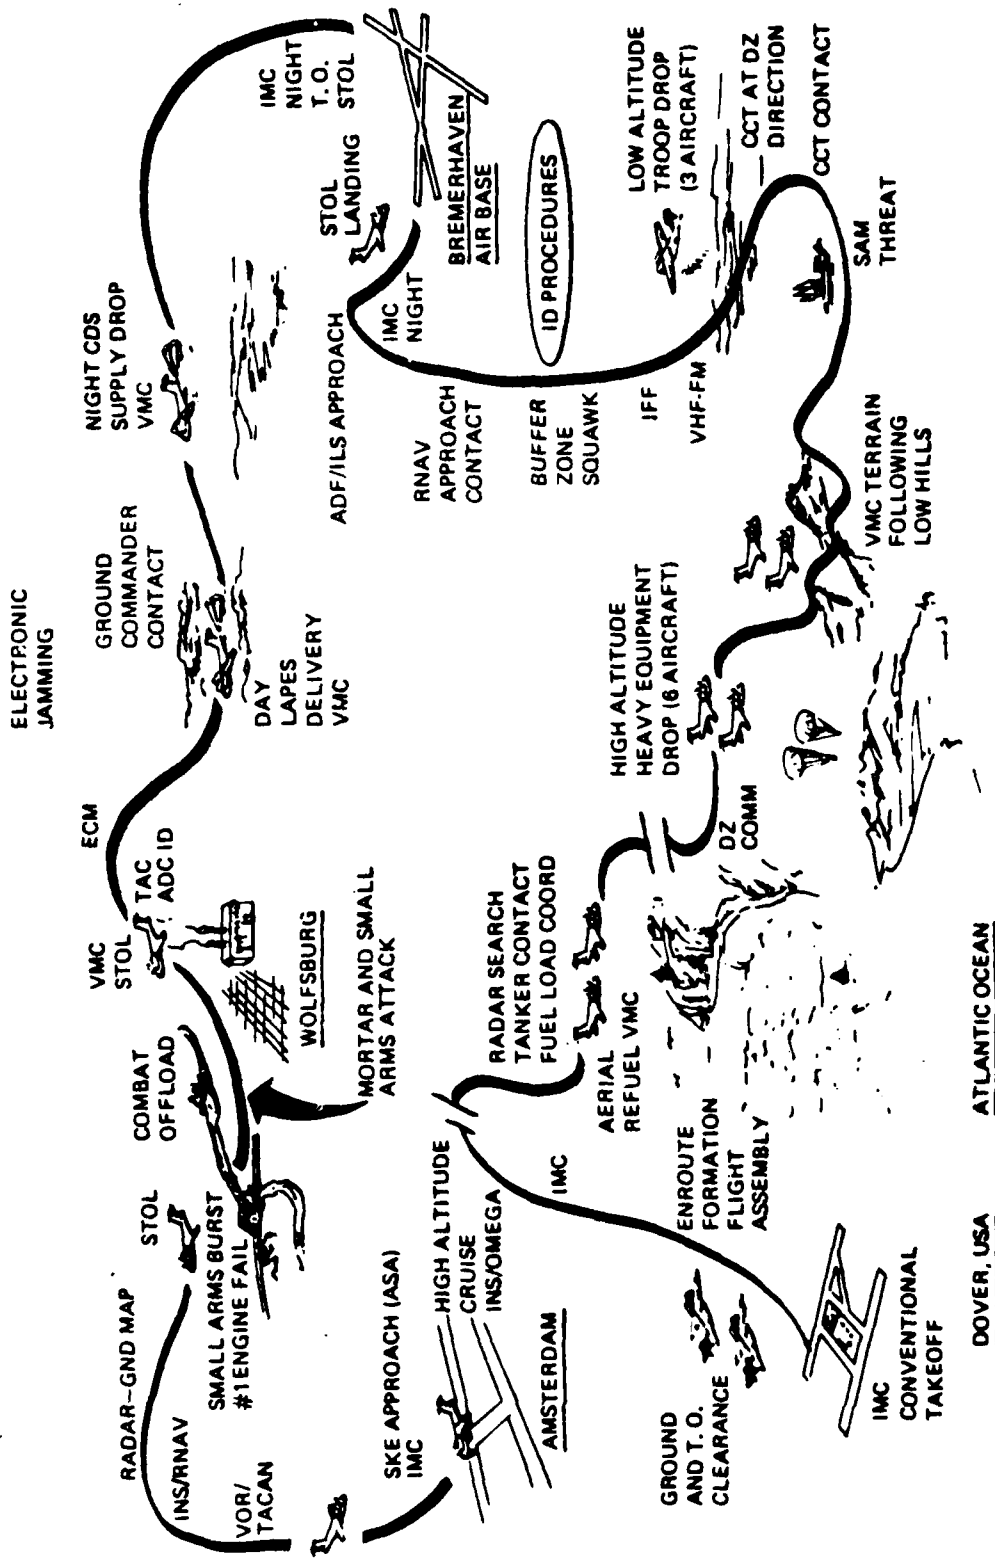 ELECTRONIC
JAMMING
RADAR-GND MAP
STOL
COMBAT
OFFLOAD
VMC
STOL
TAC
ADC ID
ECM
GROUND
COMMANDER
CONTACT
NIGHT CDS
SUPPLY DROP
VMC
IMC
NIGHT
T.O.
STOL
INS/RNAV
VOR/
TACAN
SMALL ARMS BURST
#1 ENGINE FAIL
WOLFSBURG
DAY
LAPES
DELIVERY
VMC
STOL
LANDING
MORTAR AND SMALL
ARMS ATTACK
ADF/ILS APPROACH
IMC
NIGHT
BREMERHAVEN
AIR BASE
SKE APPROACH (ASA)
IMC
HIGH ALTITUDE
CRUISE
INS/OMEGA
AMSTERDAM
RADAR SEARCH
TANKER CONTACT
FUEL LOAD COORD
RNAV
APPROACH
CONTACT
ID PROCEDURES
BUFFER
ZONE
SQUAWK
IMC
AERIAL
REFUEL VMC
HIGH ALTITUDE
HEAVY EQUIPMENT
DROP (6 AIRCRAFT)
IFF
VHF-FM
LOW ALTITUDE
TROOP DROP
(3 AIRCRAFT)
CCT AT DZ
DIRECTION
CCT CONTACT
GROUND
AND T.O.
CLEARANCE
ENROUTE
FORMATION
FLIGHT
ASSEMBLY
DZ
COMM
SAM
THREAT
VMC TERRAIN
FOLLOWING
LOW HILLS
IMC
CONVENTIONAL
TAKEOFF
DOVER, USA
ATLANTIC OCEAN